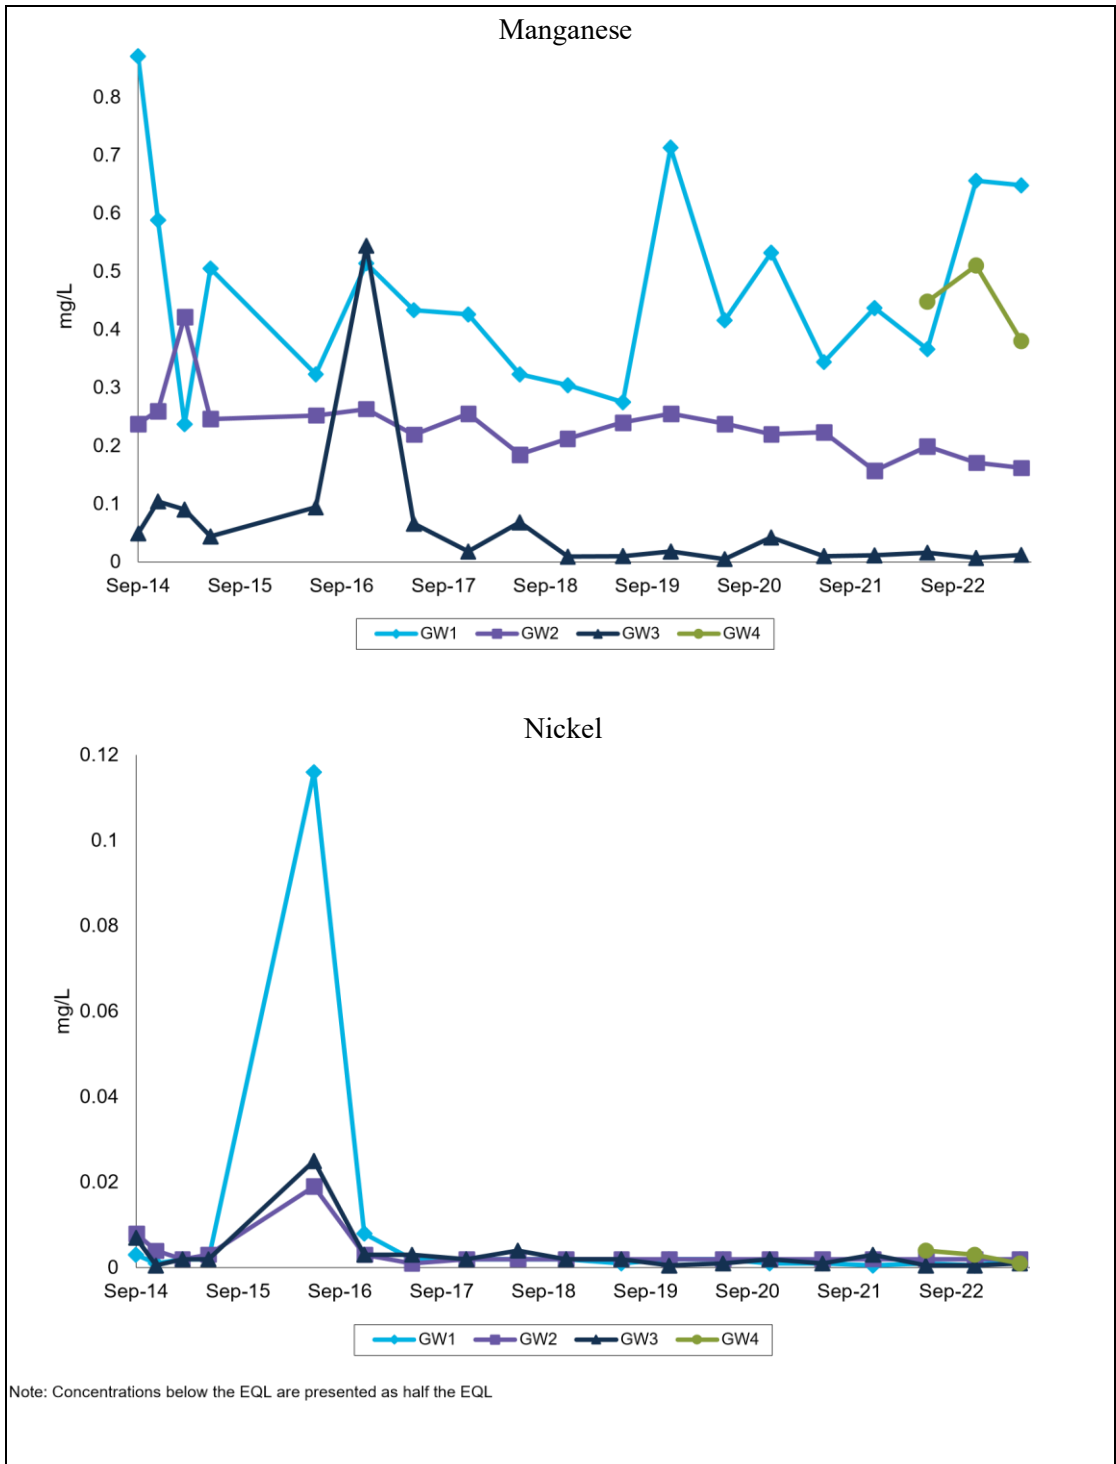 Manganese
0.8
0.7
0.6
0.5
0.4
0.3
0.2
0.1
0
mg/L
Sep-14 Sep-15 Sep-16 Sep-17 Sep-18 Sep-19 Sep-20 Sep-21 Sep-22
GW1 GW2 GW3 GW4
Nickel
0.12
0.1
0.08
0.06
0.04
0.02
0
mg/L
Sep-14 Sep-15 Sep-16 Sep-17 Sep-18 Sep-19 Sep-20 Sep-21 Sep-22
GW1 GW2 GW3 GW4
Note: Concentrations below the EQL are presented as half the EQL